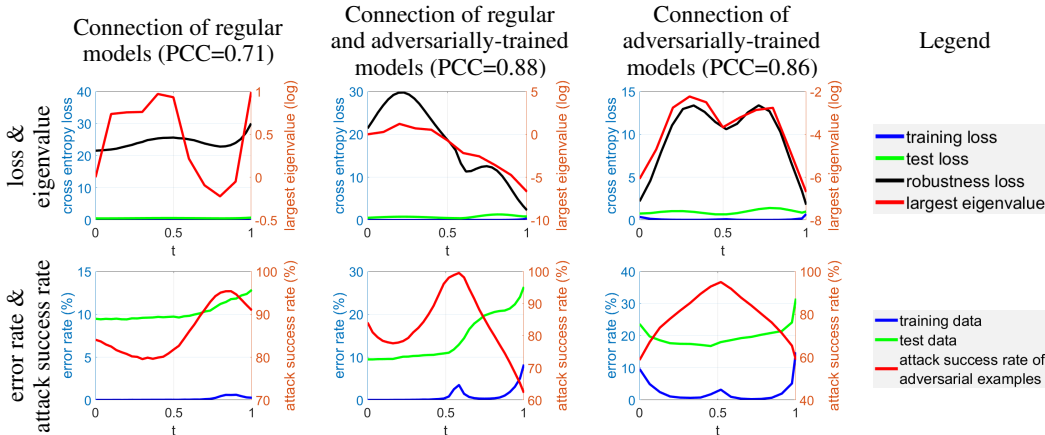 Connection of regular
models (PCC=0.71)
Connection of regular
and adversarially-trained
models (PCC=0.88)
Connection of
adversarially-trained
models (PCC=0.86)
Legend
loss &
eigenvalue
cross entropy loss
40
30
20
10
0
0
0.5
1
t
1
0.5
0
-0.5
largest eigenvalue (log)
cross entropy loss
30
20
10
0
0
0.5
1
t
5
0
-5
-10
largest eigenvalue (log)
cross entropy loss
15
10
5
0
0
0.5
1
t
-2
-4
-6
-8
largest eigenvalue (log)
training loss
test loss
robustness loss
largest eigenvalue
error rate &
attack success rate
error rate (%)
15
10
5
0
0
0.5
1
t
100
90
80
70
attack success rate (%)
error rate (%)
30
20
10
0
0
0.5
1
t
100
90
80
70
60
attack success rate (%)
error rate (%)
40
30
20
10
0
0
0.5
1
t
100
80
60
40
attack success rate (%)
training data
test data
attack success rate of
adversarial examples